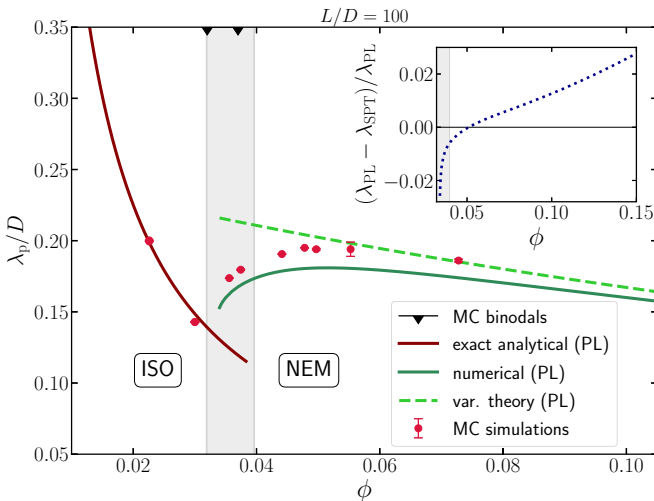 L/D = 100
0.35
0.30
0.25
0.20
0.15
0.10
0.05
λp/D
0.02
0.04
0.06
0.08
0.10
ϕ
ISO
NEM
(λPL − λSPT)/λPL
0.02
0.00
−0.02
0.05
0.10
0.15
ϕ
MC binodals
exact analytical (PL)
numerical (PL)
var. theory (PL)
MC simulations